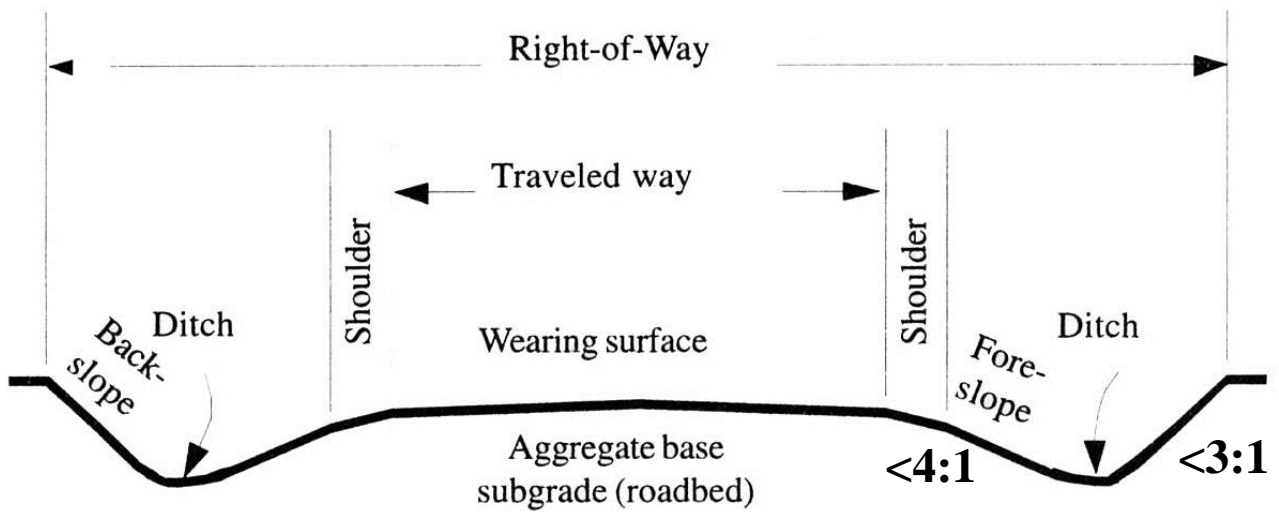 Right-of-Way
Traveled way
Shoulder
Shoulder
Ditch
Ditch
Back-
slope
Wearing surface
Fore-
slope
Aggregate base
subgrade (roadbed)
<4:1
<3:1